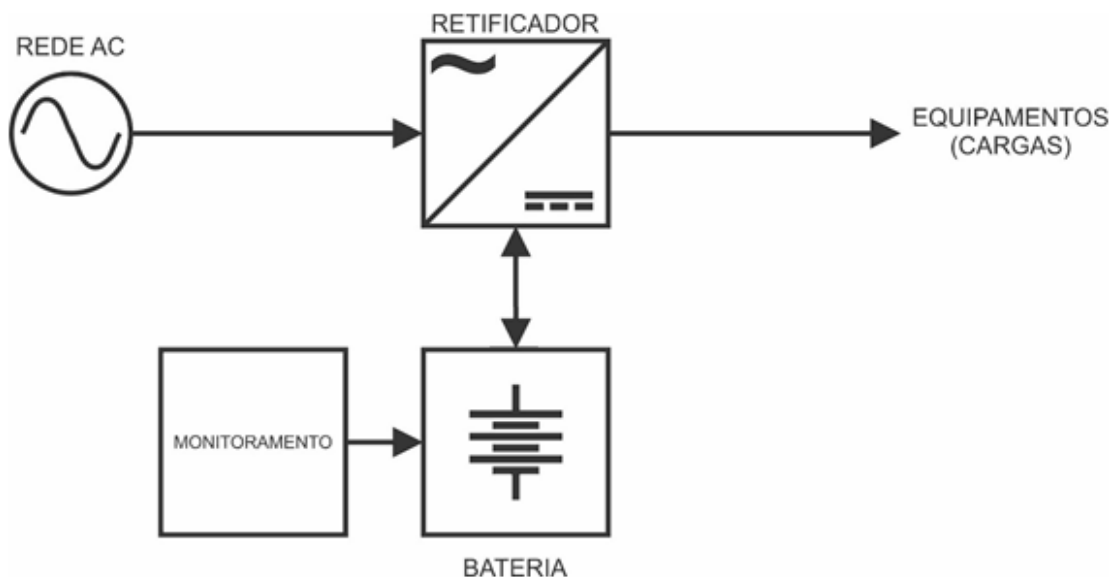 RETIFICADOR
REDE AC
EQUIPAMENTOS
(CARGAS)
MONITORAMENTO
BATERIA